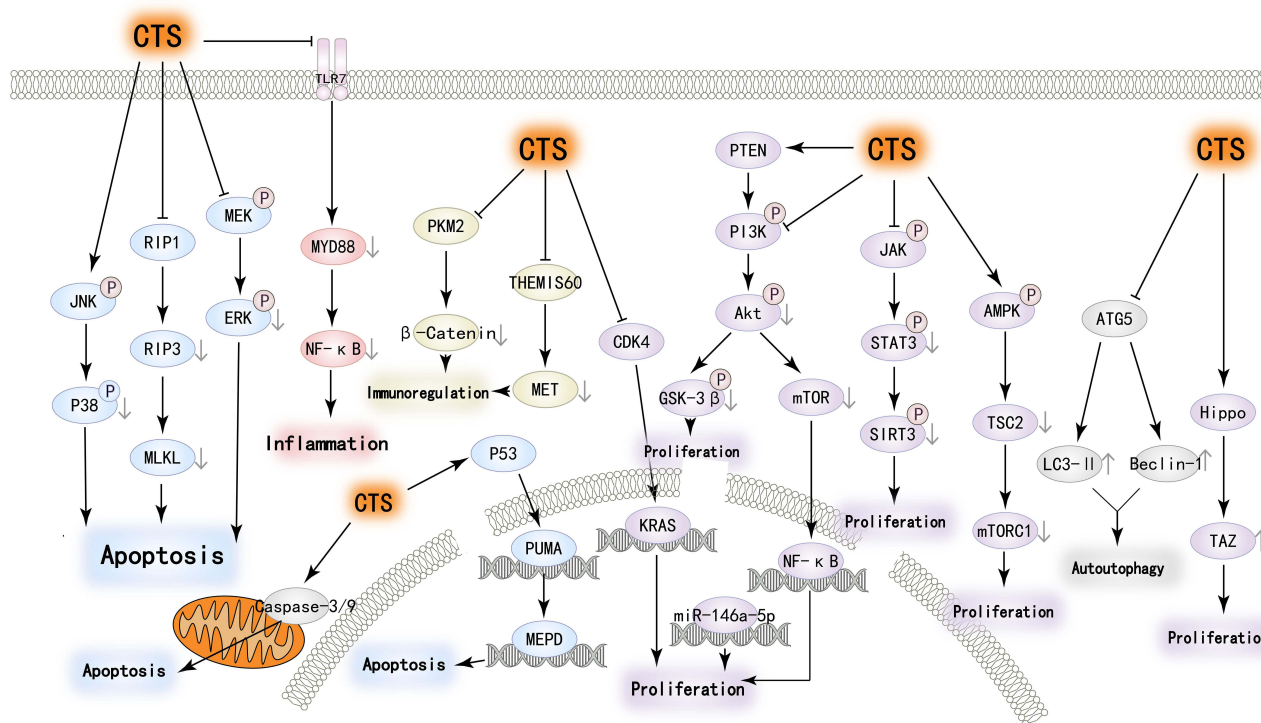 CTS
TLR7
CTS
PTEN
CTS
CTS
P
MEK
PKM2
P
PI3K
RIP1
MYD88
P
JAK
THEMIS60
P
JNK
P
ERK
P
Akt
P
AMPK
ATG5
β-Catenin
CDK4
RIP3
NF-κB
P
STAT3
P
P38
Immunoregulation
MET
P
GSK-3β
mTOR
Hippo
P
SIRT3
TSC2
MLKL
Inflammation
P53
Proliferation
LC3-Ⅱ
Beclin-1
CTS
KRAS
Proliferation
mTORC1
TAZ
Apoptosis
PUMA
NF-κB
Autoutophagy
Caspase-3/9
miR-146a-5p
Proliferation
MEPD
Proliferatio
Apoptosis
Apoptosis
Proliferation